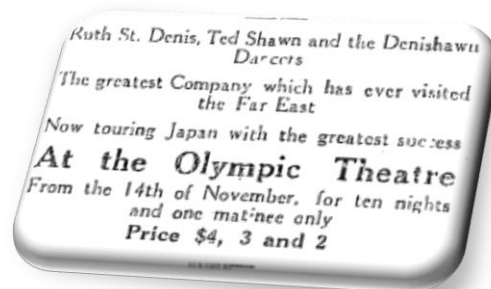 Ruth St. Denis, Ted Shawn and the Denishawn
Dancers
The greatest Company which has ever visited
the Far East
Now touring Japan with the greatest success
At the Olympic Theatre
From the 14th of November, for ten nights
and one matinee only
Price $4, 3 and 2